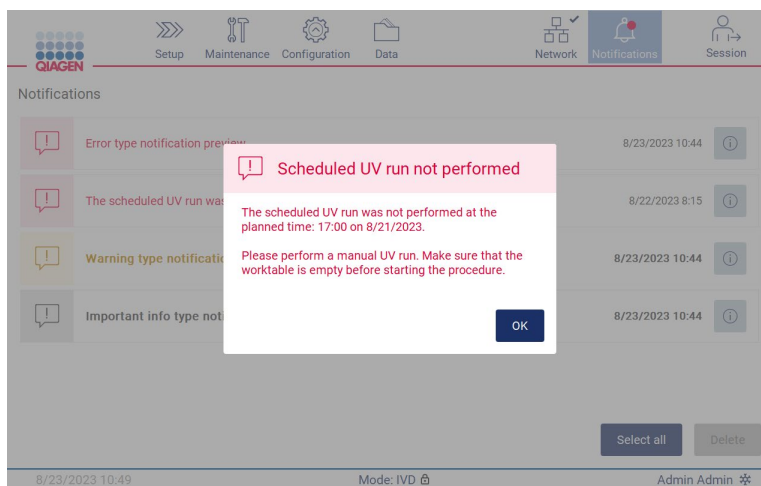 QIAGEN
Setup
Maintenance
Configuration
Data
Network
Notifications
Session
Notifications
Error type notification preview
8/23/2023 10:44
The scheduled UV run was
8/22/2023 8:15
Warning type notificatio
8/23/2023 10:44
Important info type not
8/23/2023 10:44
Scheduled UV run not performed
The scheduled UV run was not performed at the
planned time: 17:00 on 8/21/2023.
Please perform a manual UV run. Make sure that the
worktable is empty before starting the procedure.
OK
Select all
Delete
8/23/2023 10:49
Mode: IVD
Admin Admin